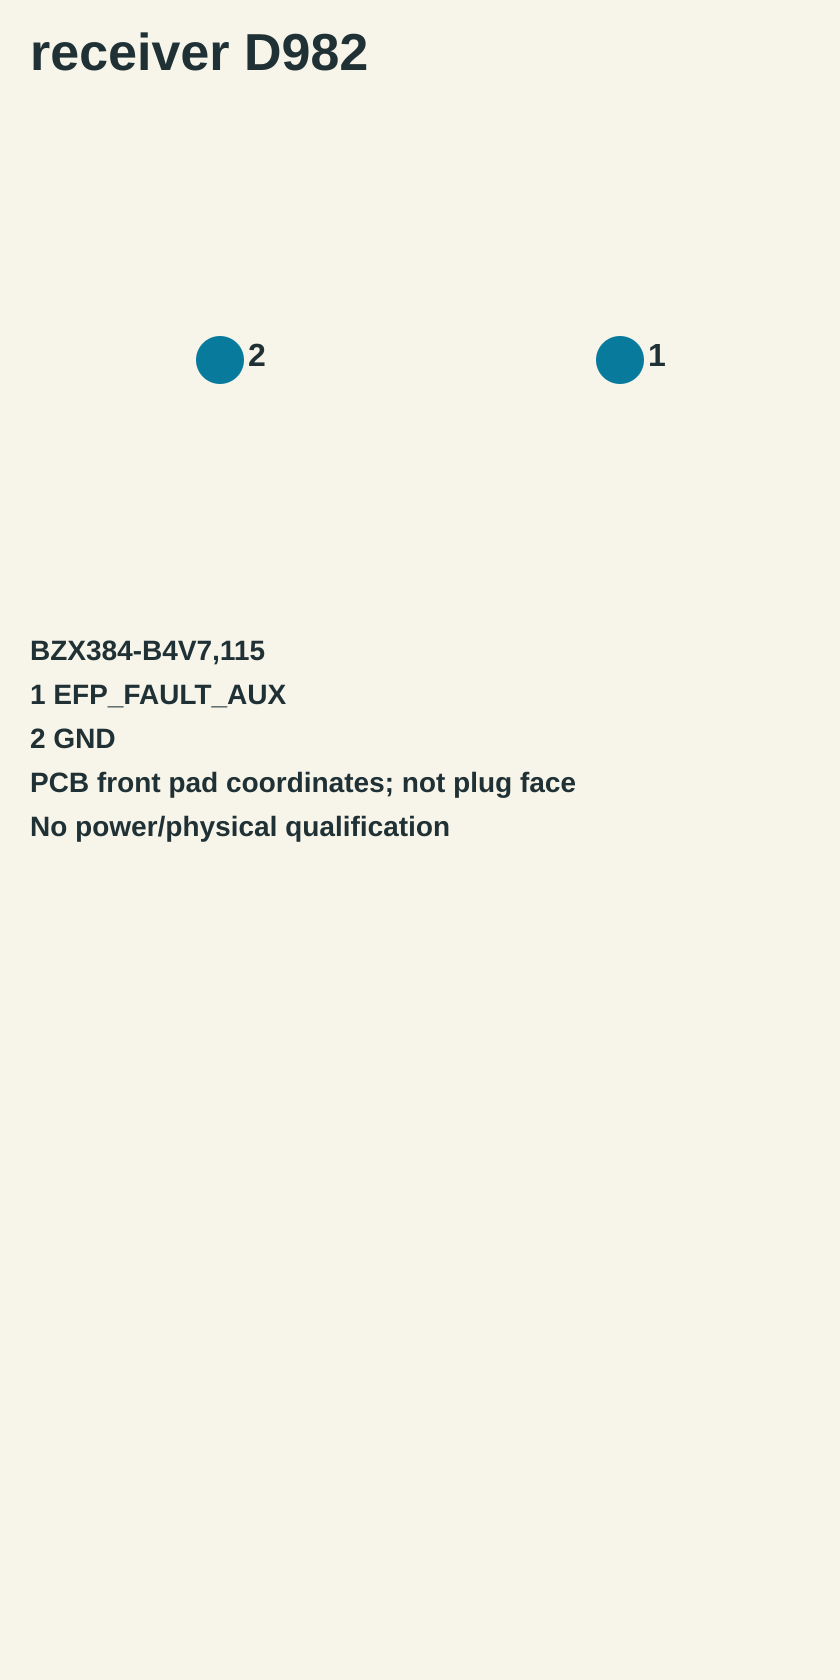 receiver D982
2
1
BZX384-B4V7,115
1 EFP_FAULT_AUX
2 GND
PCB front pad coordinates; not plug face
No power/physical qualification